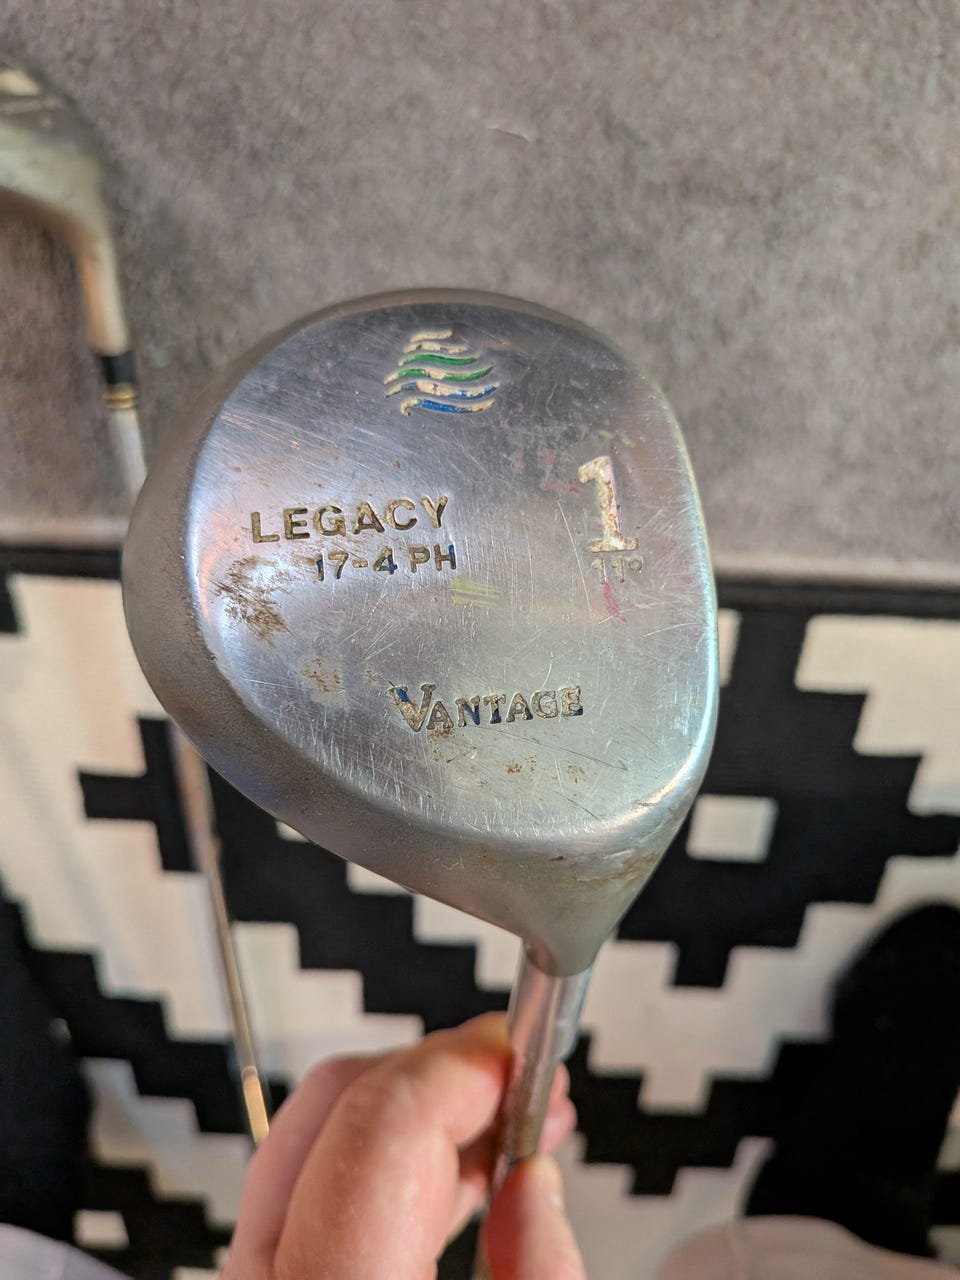 LEGACY
17-4 PH
1
11°
VANTAGE